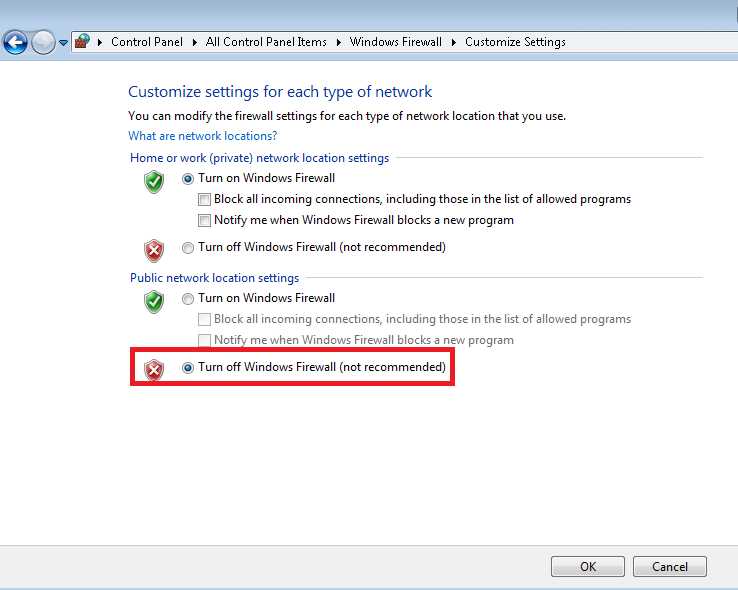 Control Panel All Control Panel Items Windows Firewall Customize Settings
Customize settings for each type of network
You can modify the firewall settings for each type of network location that you use.
What are network locations?
Home or work (private) network location settings
Turn on Windows Firewall
Block all incoming connections, including those in the list of allowed programs
Notify me when Windows Firewall blocks a new program
Turn off Windows Firewall (not recommended)
Public network location settings
Turn on Windows Firewall
Block all incoming connections, including those in the list of allowed programs
Notify me when Windows Firewall blocks a new program
Turn off Windows Firewall (not recommended)
OK Cancel